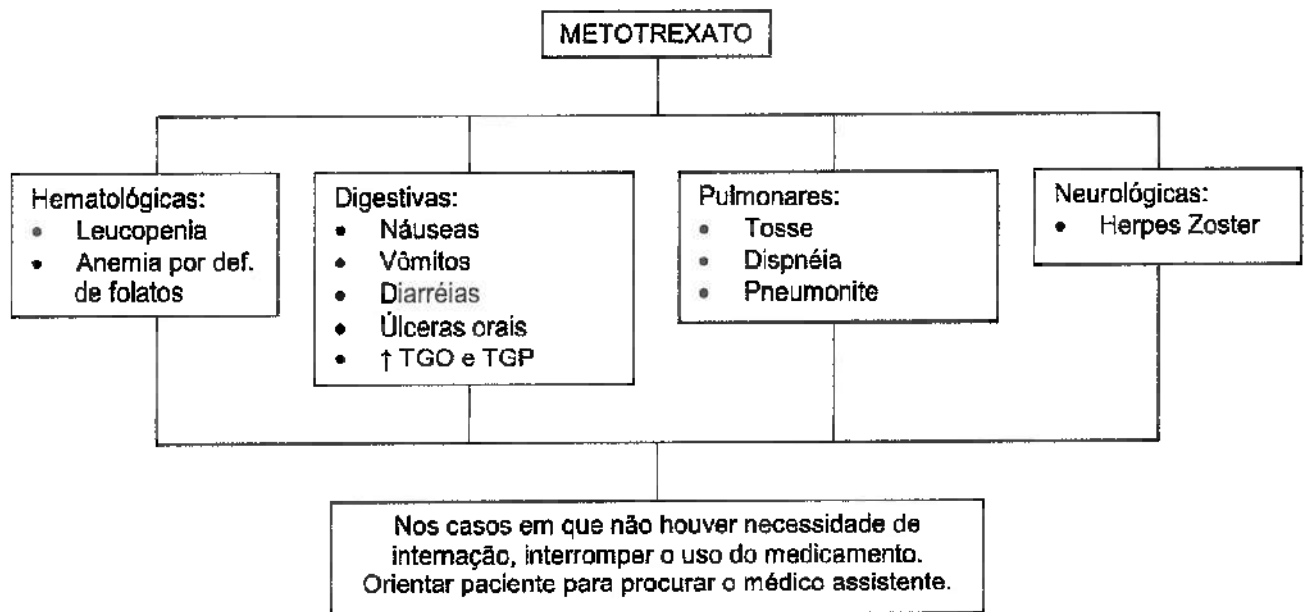 METOTREXATO
Hematológicas:
• Leucopenia
• Anemia por def.
de folatos
Digestivas:
• Náuseas
• Vômitos
• Diarréias
• Úlceras orais
• ↑ TGO e TGP
Pulmonares:
• Tosse
• Dispnéia
• Pneumonite
Neurológicas:
• Herpes Zoster
Nos casos em que não houver necessidade de
internação, interromper o uso do medicamento.
Orientar paciente para procurar o médico assistente.